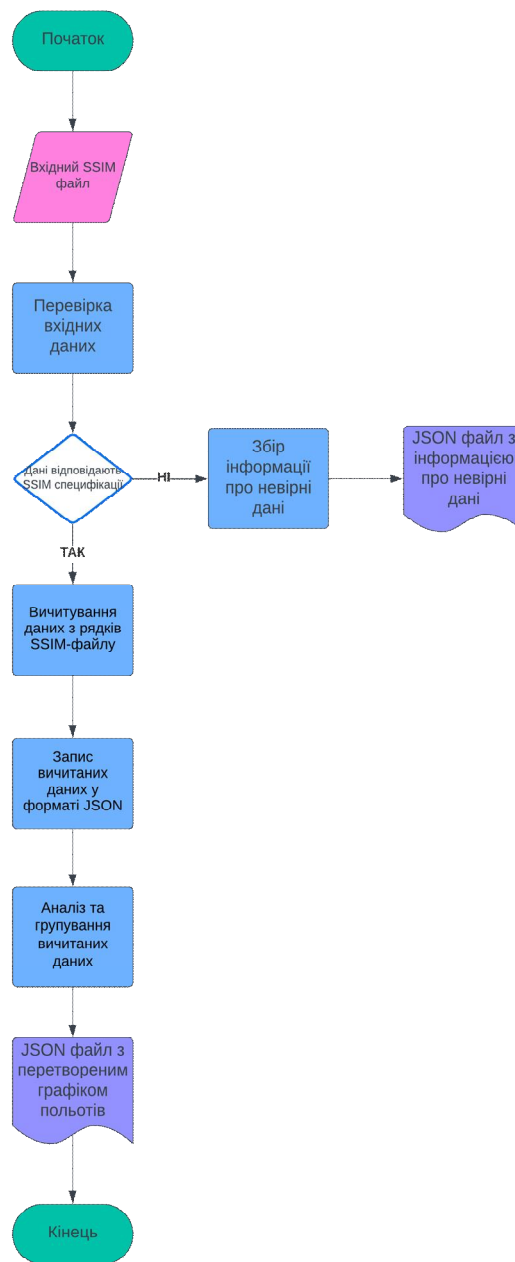 Початок
Вхідний SSIM
файл
Перевірка
вхідних
даних
Дані відповідають
SSIM специфікації
НІ
Збір
інформації
про невірні
дані
JSON файл з
інформацією
про невірні
дані
ТАК
Вичитування
даних з рядків
SSIM-файлу
Запис
вичитаних
даних у
форматі JSON
Аналіз та
групування
вичитаних
даних
JSON файл з
перетвореним
графіком
польотів
Кінець